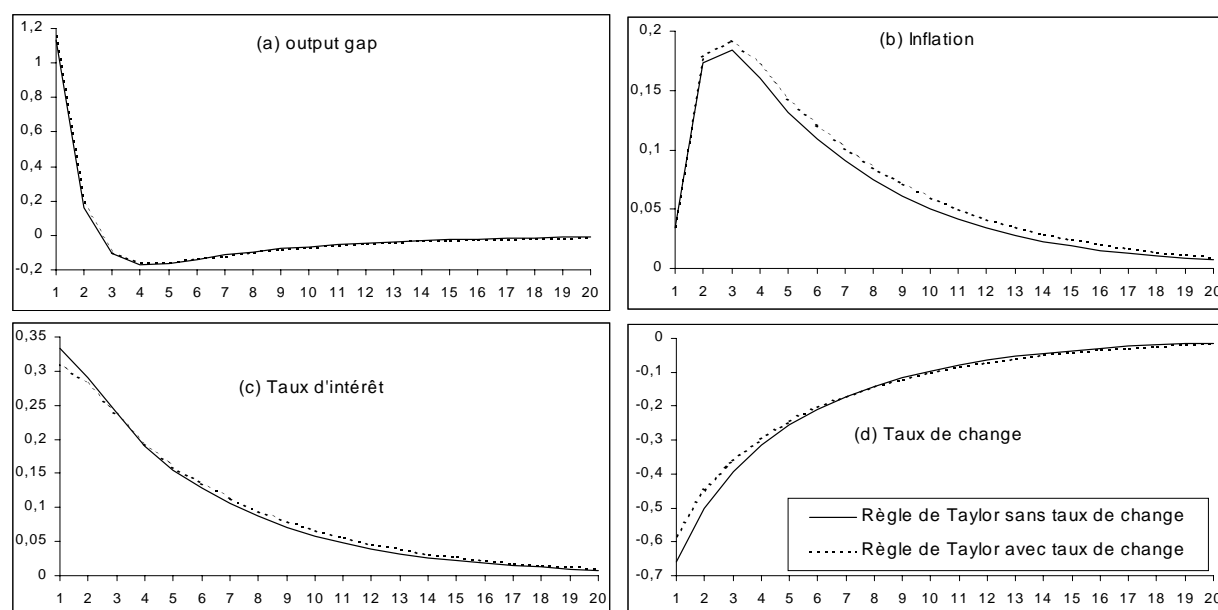 (a) output gap
1,2
1
0,8
0,6
0,4
0,2
0
-0,2
1 2 3 4 5 6 7 8 9 10 11 12 13 14 15 16 17 18 19 20
(b) Inflation
0,2
0,15
0,1
0,05
0
1 2 3 4 5 6 7 8 9 10 11 12 13 14 15 16 17 18 19 20
(c) Taux d'intérêt
0,35
0,3
0,25
0,2
0,15
0,1
0,05
0
1 2 3 4 5 6 7 8 9 10 11 12 13 14 15 16 17 18 19 20
(d) Taux de change
0
-0,1
-0,2
-0,3
-0,4
-0,5
-0,6
-0,7
Règle de Taylor sans taux de change
Règle de Taylor avec taux de change
1 2 3 4 5 6 7 8 9 10 11 12 13 14 15 16 17 18 19 20